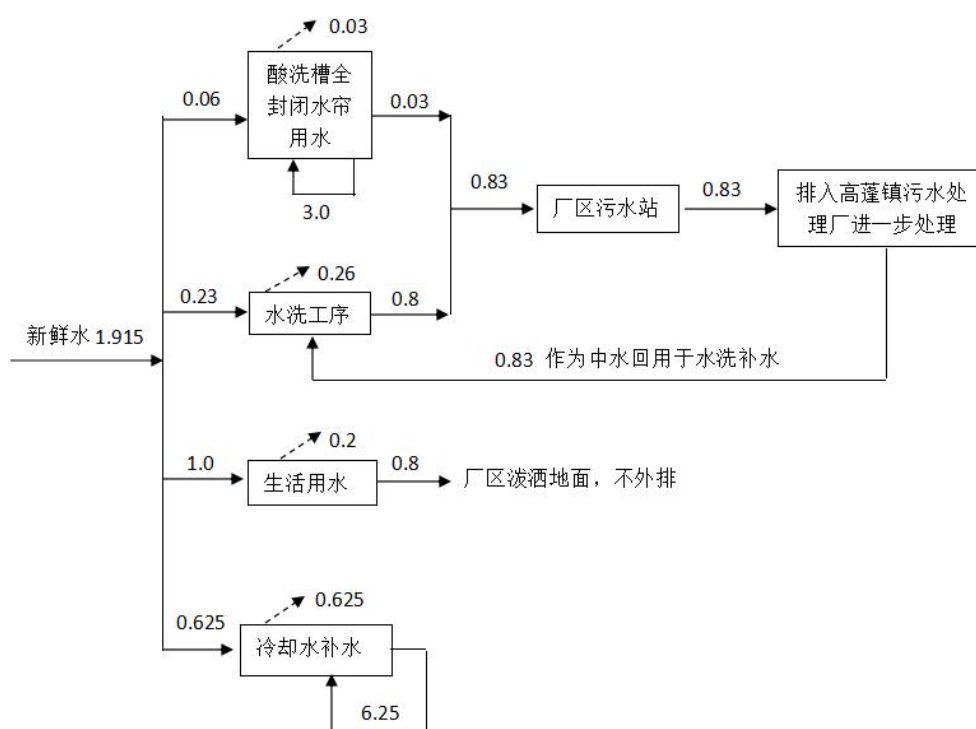 0.03
酸洗槽全
封闭水帘
用水
0.06
0.03
3.0
0.83
厂区污水站
0.83
排入高蓬镇污水处
理厂进一步处理
0.26
0.23
水洗工序
0.8
新鲜水 1.915
0.83 作为中水回用于水洗补水
0.2
1.0
生活用水
0.8
厂区泼洒地面，不外排
0.625
0.625
冷却水补水
6.25